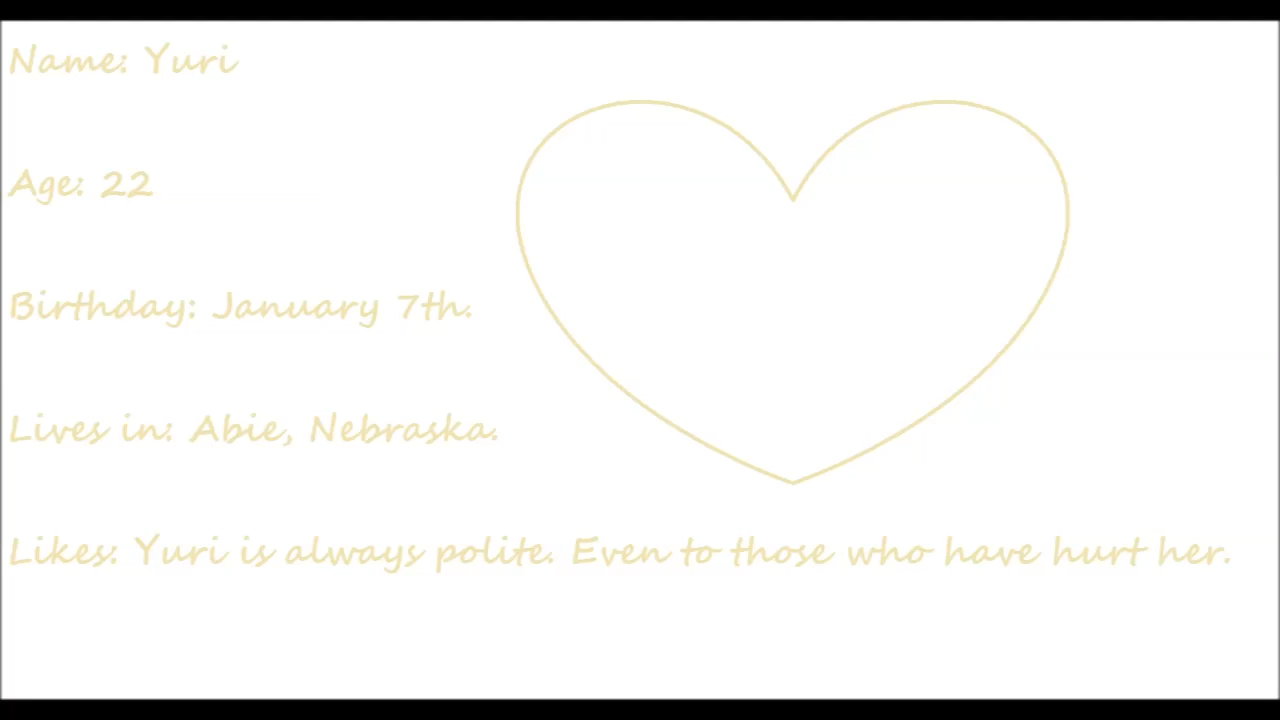 Name: Yuri
Age: 22
Birthday: January 7th.
Lives in: Abie, Nebraska.
Likes: Yuri is always polite. Even to those who have hurt her.